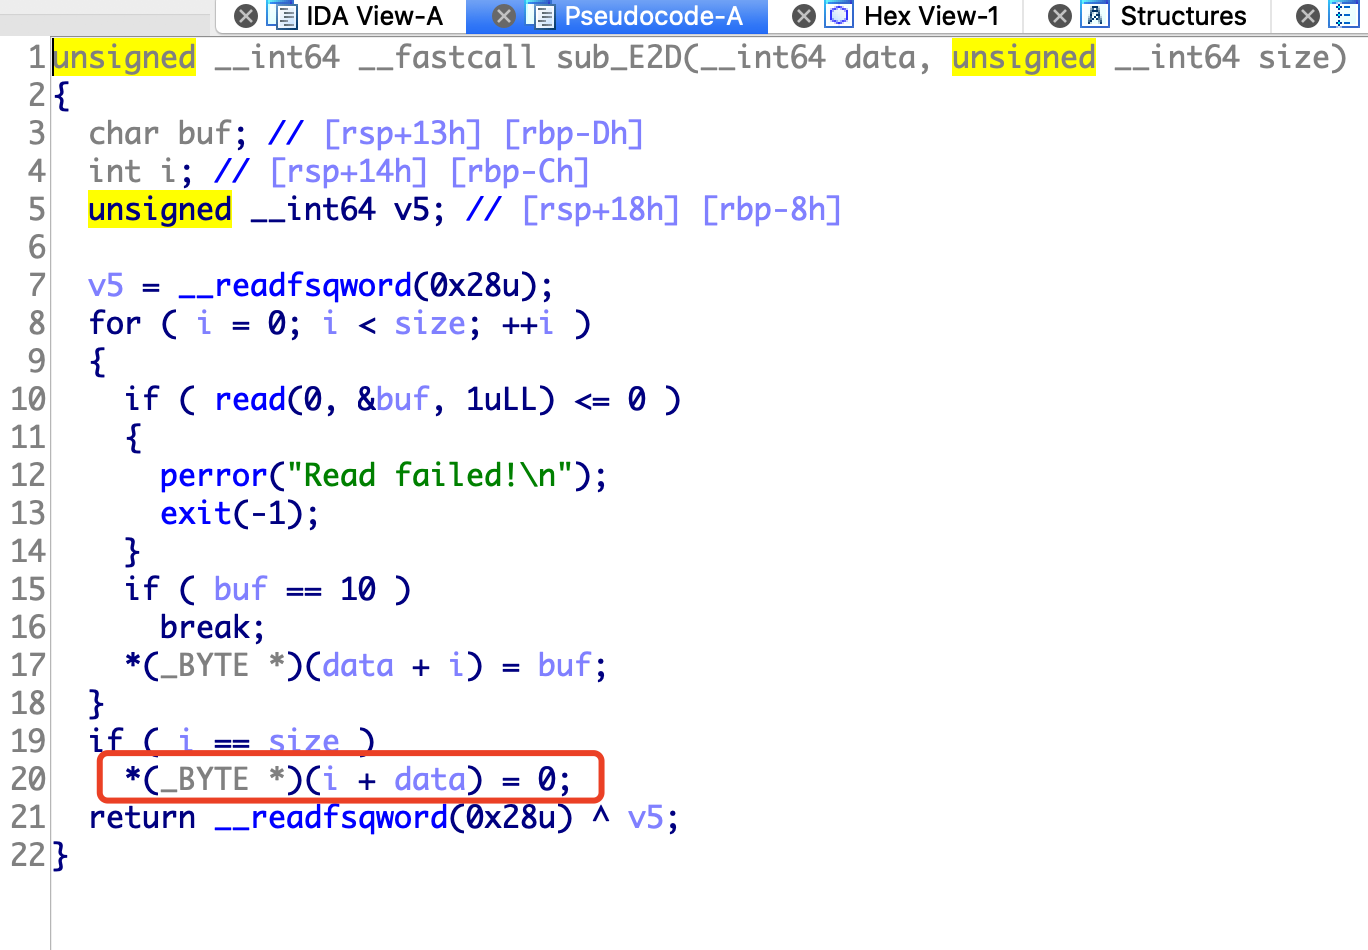 IDA View-A Pseudocode-A Hex View-1 Structures
1 unsigned __int64 __fastcall sub_E2D(__int64 data, unsigned __int64 size)
2 {
3   char buf; // [rsp+13h] [rbp-Dh]
4   int i; // [rsp+14h] [rbp-Ch]
5   unsigned __int64 v5; // [rsp+18h] [rbp-8h]
6
7   v5 = __readfsqword(0x28u);
8   for ( i = 0; i < size; ++i )
9   {
10     if ( read(0, &buf, 1uLL) <= 0 )
11     {
12       perror("Read failed!\n");
13       exit(-1);
14     }
15     if ( buf == 10 )
16       break;
17     *(_BYTE *)(data + i) = buf;
18   }
19   if ( i == size )
20     *(_BYTE *)(i + data) = 0;
21   return __readfsqword(0x28u) ^ v5;
22 }